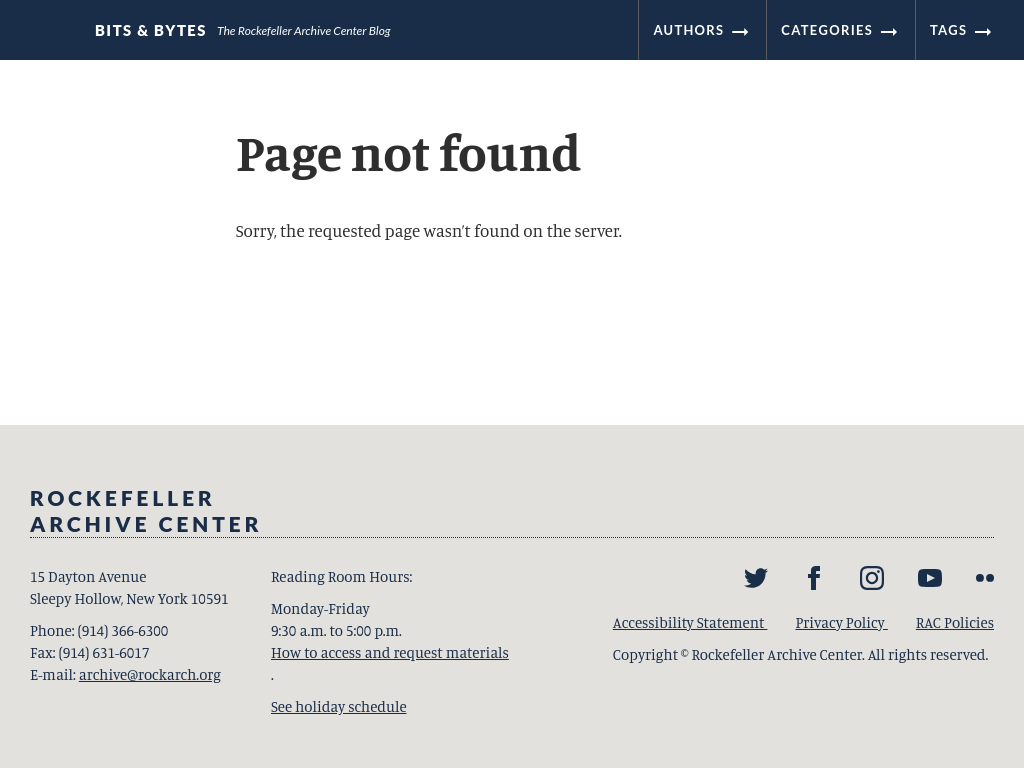 BITS & BYTES The Rockefeller Archive Center Blog AUTHORS CATEGORIES TAGS
Page not found
Sorry, the requested page wasn't found on the server.
ROCKEFELLER
ARCHIVE CENTER
15 Dayton Avenue
Sleepy Hollow, New York 10591
Phone: (914) 366-6300
Fax: (914) 631-6017
E-mail: archive@rockarch.org
Reading Room Hours:
Monday-Friday
9:30 a.m. to 5:00 p.m.
How to access and request materials
.
See holiday schedule
Accessibility Statement Privacy Policy RAC Policies
Copyright © Rockefeller Archive Center. All rights reserved.